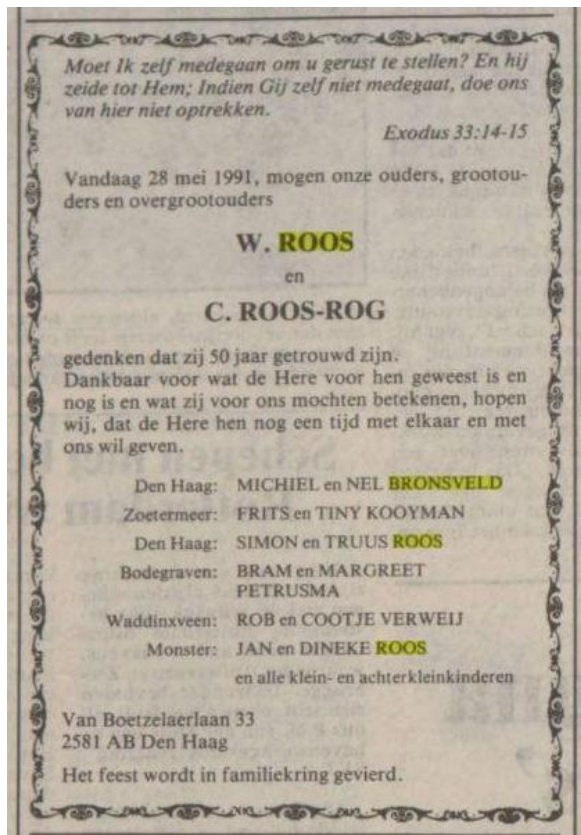 Moet Ik zelf medegaan om u gerust te stellen? En hij
zeide tot Hem; Indien Gij zelf niet medegaat, doe ons
van hier niet optrekken.
Exodus 33:14-15
Vandaag 28 mei 1991, mogen onze ouders, grootou-
ders en overgrootouders
W. ROOS
en
C. ROOS-ROG
gedenken dat zij 50 jaar getrouwd zijn.
Dankbaar voor wat de Here voor hen geweest is en
nog is en wat zij voor ons mochten betekenen, hopen
wij, dat de Here hen nog een tijd met elkaar en met
ons wil geven.
Den Haag: MICHIEL en NEL BRONSVELD
Zoetermeer: FRITS en TINY KOOYMAN
Den Haag: SIMON en TRUUS ROOS
Bodegraven: BRAM en MARGREET
PETRUSMA
Waddinxveen: ROB en COOTJE VERWEIJ
Monster: JAN en DINEKE ROOS
en alle klein- en achterkleinkinderen
Van Boetzelaerlaan 33
2581 AB Den Haag
Het feest wordt in familiekring gevierd.